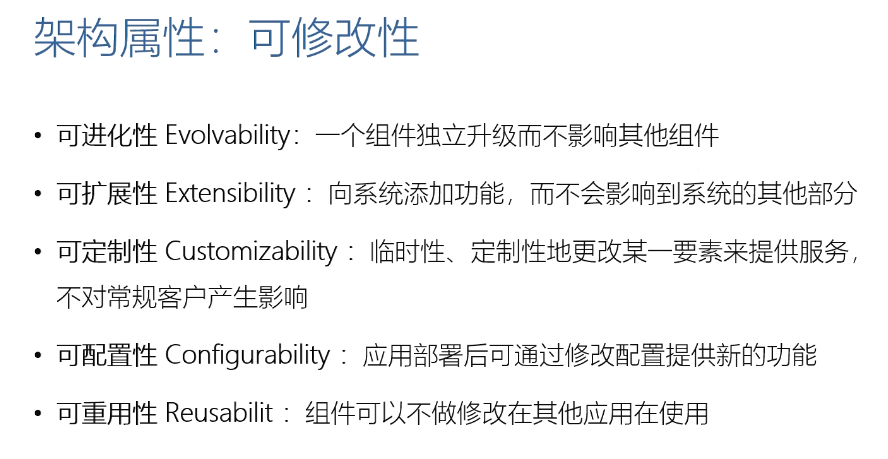 架构属性：可修改性
• 可进化性 Evolvability：一个组件独立升级而不影响其他组件
• 可扩展性 Extensibility ：向系统添加功能，而不会影响到系统的其他部分
• 可定制性 Customizability ：临时性、定制性地更改某一要素来提供服务，
不对常规客户产生影响
• 可配置性 Configurability ：应用部署后可通过修改配置提供新的功能
• 可重用性 Reusabilit ：组件可以不做修改在其他应用在使用